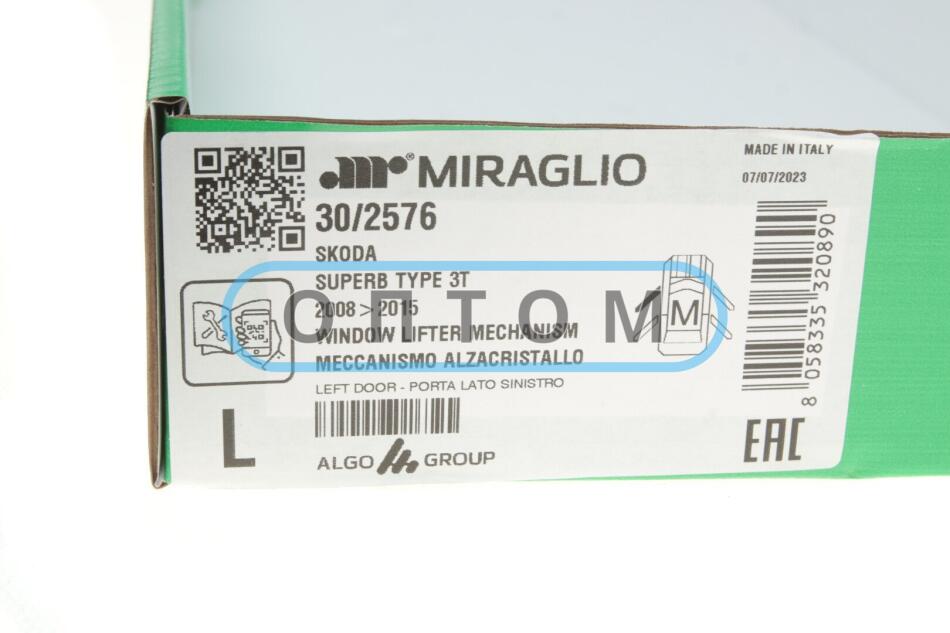 MIRAGLIO
MADE IN ITALY
07/07/2023
30/2576
SKODA
SUPERB TYPE 3T
2008 > 2015
WINDOW LIFTER MECHANISM
MECCANISMO ALZACRISTALLO
LEFT DOOR - PORTA LATO SINISTRO
M
8 058335 320890
L
ALGO GROUP
EAC
OTTOM